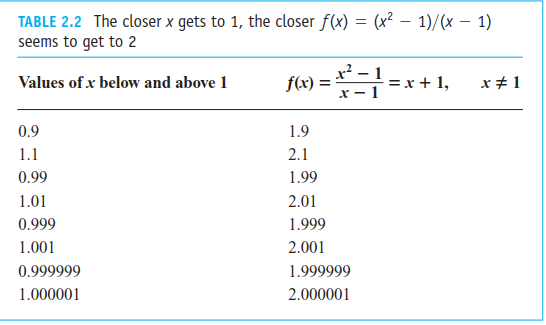 TABLE 2.2 The closer x gets to 1, the closer f(x) = (x² − 1)/(x − 1)
seems to get to 2
Values of x below and above 1 f(x) = (x² − 1)/(x − 1) = x + 1, x ≠ 1
0.9 1.9
1.1 2.1
0.99 1.99
1.01 2.01
0.999 1.999
1.001 2.001
0.999999 1.999999
1.000001 2.000001